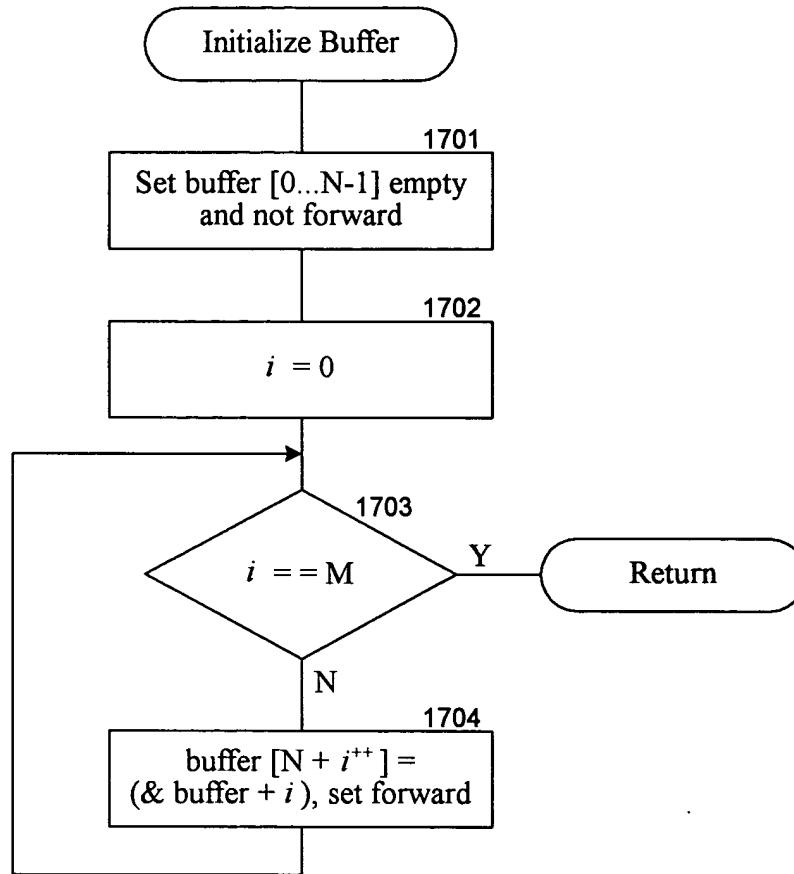 Initialize Buffer
1701
Set buffer [0...N-1] empty
and not forward
1702
i = 0
1703
i = = M
Y
Return
N
1704
buffer [N + i++] =
(& buffer + i ), set forward